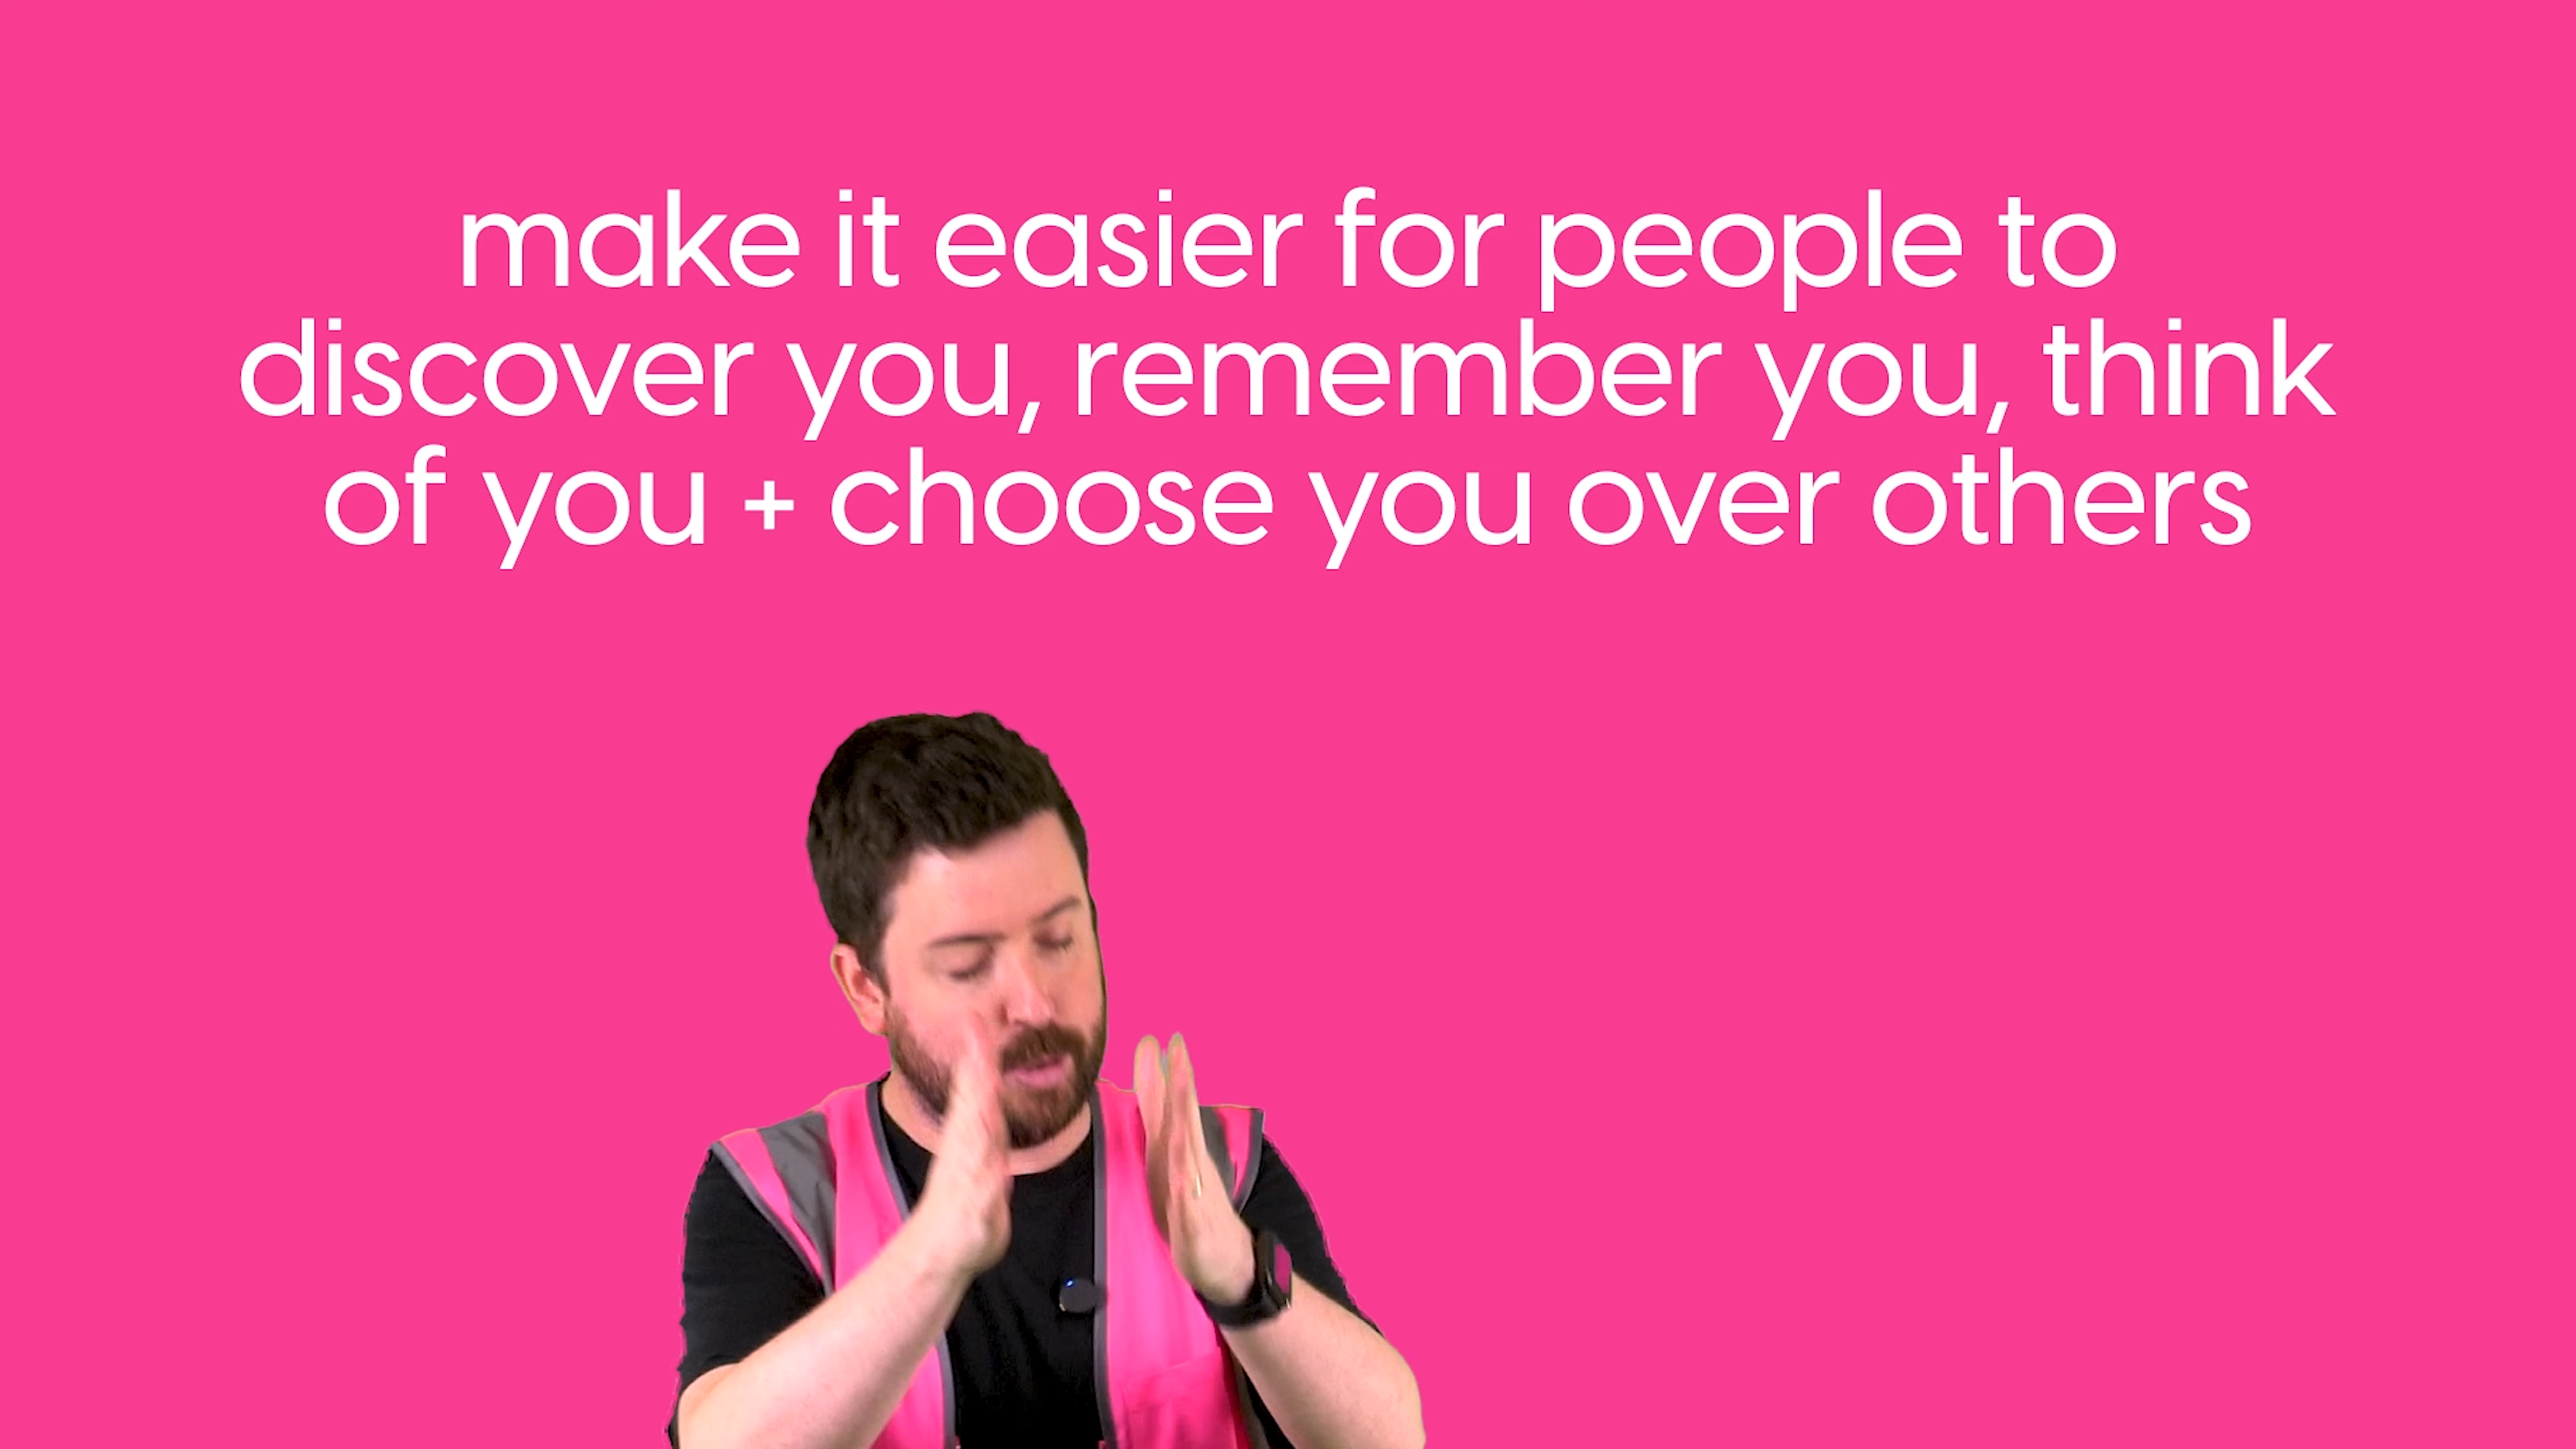 make it easier for people to
discover you, remember you, think
of you + choose you over others